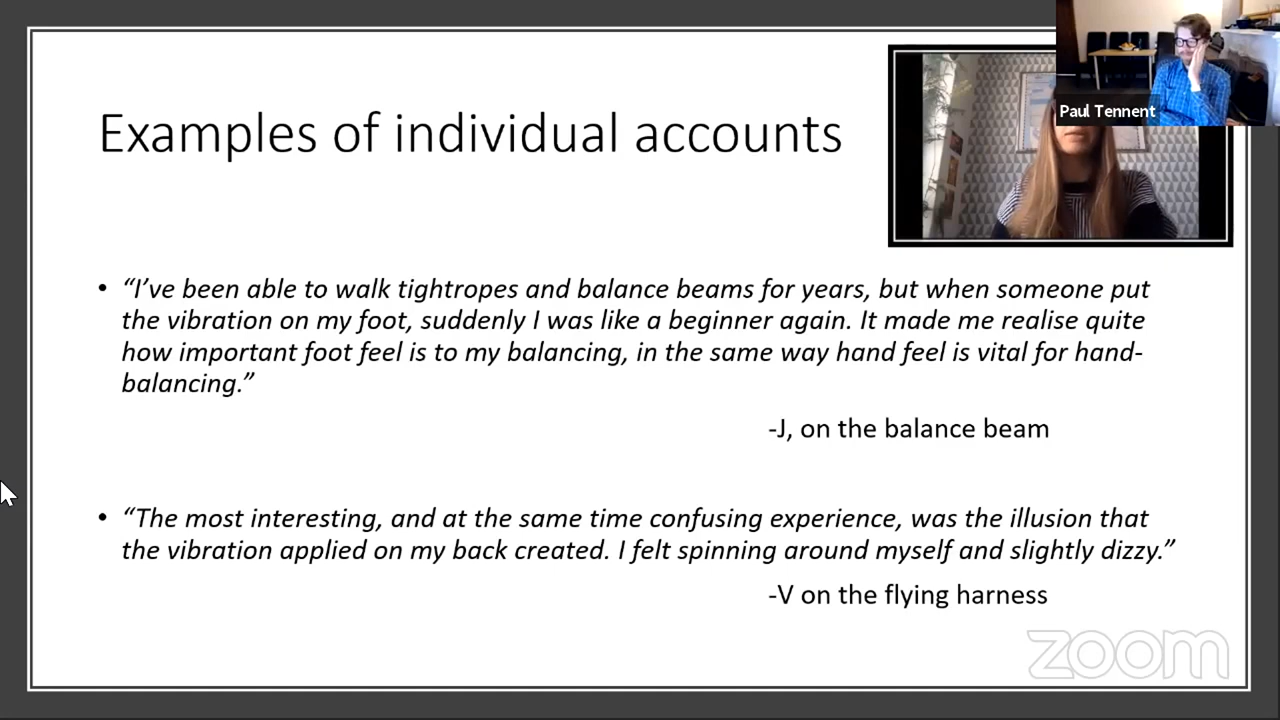 Paul Tennent
Examples of individual accounts
• “I’ve been able to walk tightropes and balance beams for years, but when someone put
the vibration on my foot, suddenly I was like a beginner again. It made me realise quite
how important foot feel is to my balancing, in the same way hand feel is vital for hand-
balancing.”
-J, on the balance beam
• “The most interesting, and at the same time confusing experience, was the illusion that
the vibration applied on my back created. I felt spinning around myself and slightly dizzy.”
-V on the flying harness
zoom